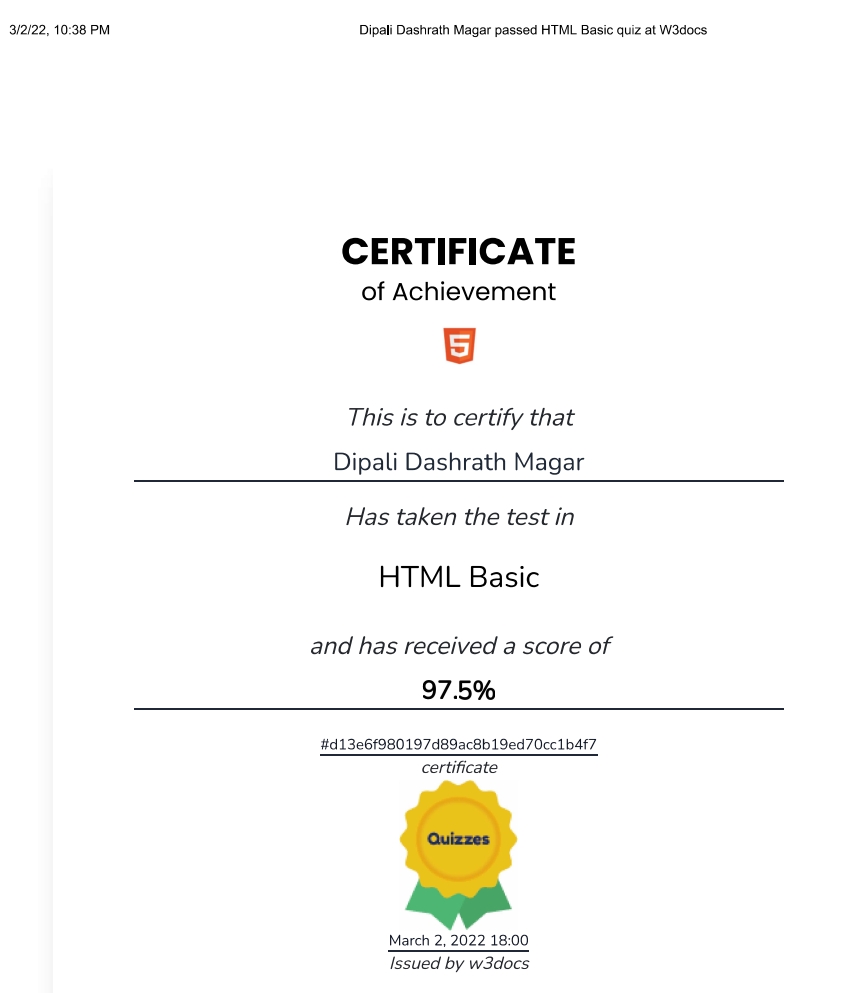 3/2/22, 10:38 PM Dipali Dashrath Magar passed HTML Basic quiz at W3docs
CERTIFICATE
of Achievement
5
This is to certify that
Dipali Dashrath Magar
Has taken the test in
HTML Basic
and has received a score of
97.5%
#d13e6f980197d89ac8b19ed70cc1b4f7
certificate
Quizzes
March 2, 2022 18:00
Issued by w3docs